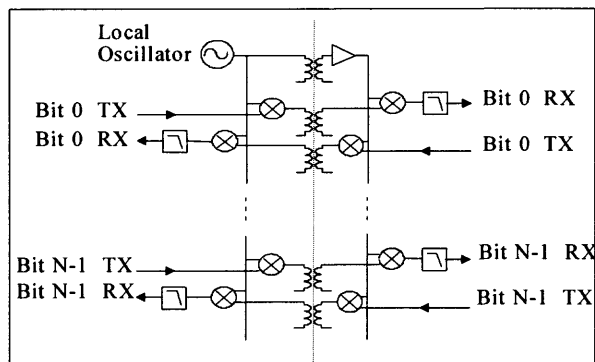 Local
Oscillator
Bit 0 TX
Bit 0 RX
Bit 0 RX
Bit 0 TX
Bit N-1 TX
Bit N-1 RX
Bit N-1 RX
Bit N-1 TX